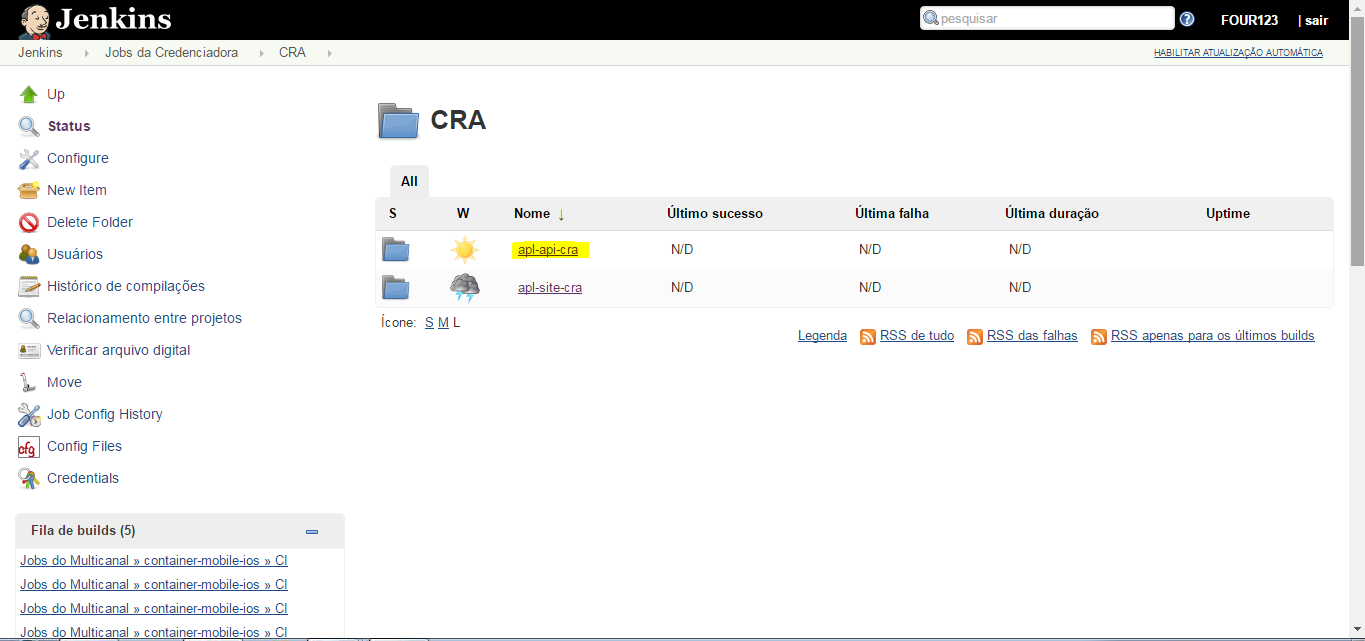 Jenkins
pesquisar
FOUR123 | sair
Jenkins Jobs da Credenciadora CRA
HABILITAR ATUALIZAÇÃO AUTOMÁTICA
Up
Status
Configure
New Item
Delete Folder
Usuários
Histórico de compilações
Relacionamento entre projetos
Verificar arquivo digital
Move
Job Config History
cfg Config Files
Credentials
Fila de builds (5)
Jobs do Multicanal » container-mobile-ios » CI
Jobs do Multicanal » container-mobile-ios » CI
Jobs do Multicanal » container-mobile-ios » CI
Jobs do Multicanal » container-mobile-ios » CI
CRA
All
S W Nome ↓ Último sucesso Última falha Última duração Uptime
apl-api-cra N/D N/D N/D
apl-site-cra N/D N/D N/D
Ícone: S M L
Legenda RSS de tudo RSS das falhas RSS apenas para os últimos builds